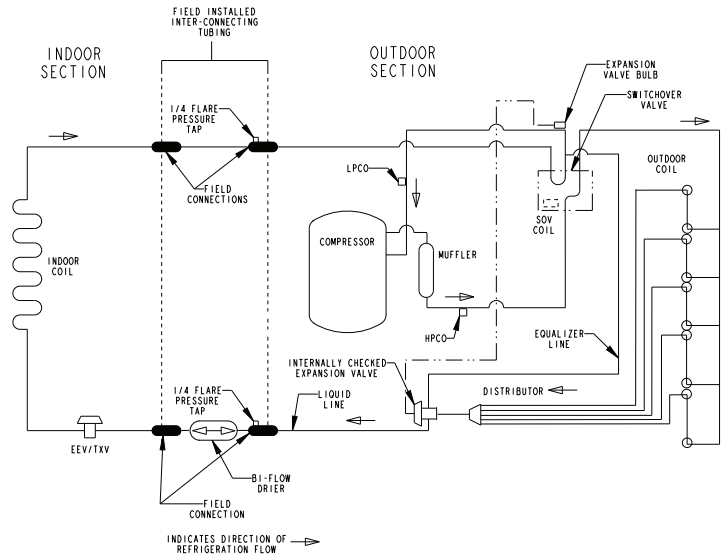 FIELD INSTALLED
INTER-CONNECTING
TUBING
INDOOR
SECTION
OUTDOOR
SECTION
EXPANSION
VALVE BULB
SWITCHOVER
VALVE
1/4 FLARE
PRESSURE
TAP
LPCO
OUTDOOR
COIL
FIELD
CONNECTIONS
SOV
COIL
COMPRESSOR
MUFFLER
INDOOR
COIL
HPCO
EQUALIZER
LINE
INTERNALLY CHECKED
EXPANSION VALVE
1/4 FLARE
PRESSURE
TAP
LIQUID
LINE
DISTRIBUTOR
EEV/TXV
BI-FLOW
DRIER
FIELD
CONNECTION
INDICATES DIRECTION OF
REFRIGERATION FLOW